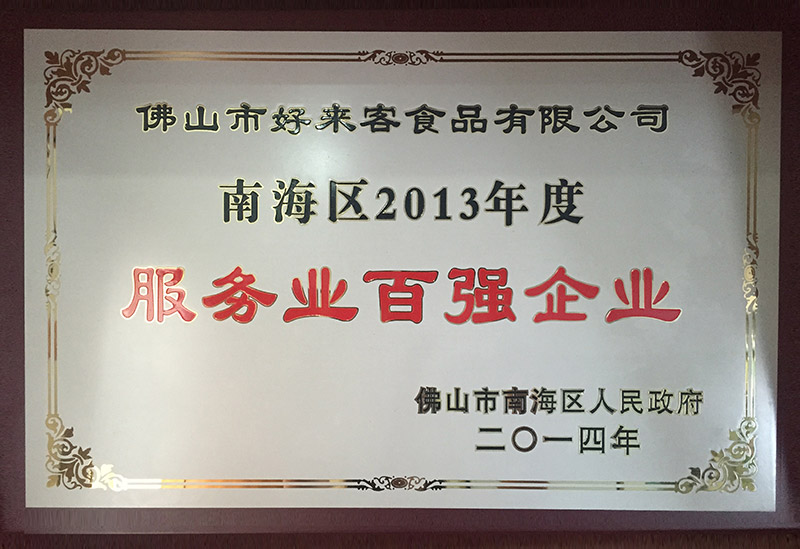 佛山市好来客食品有限公司
南海区2013年度
服务业百强企业
佛山市南海区人民政府
二〇一四年